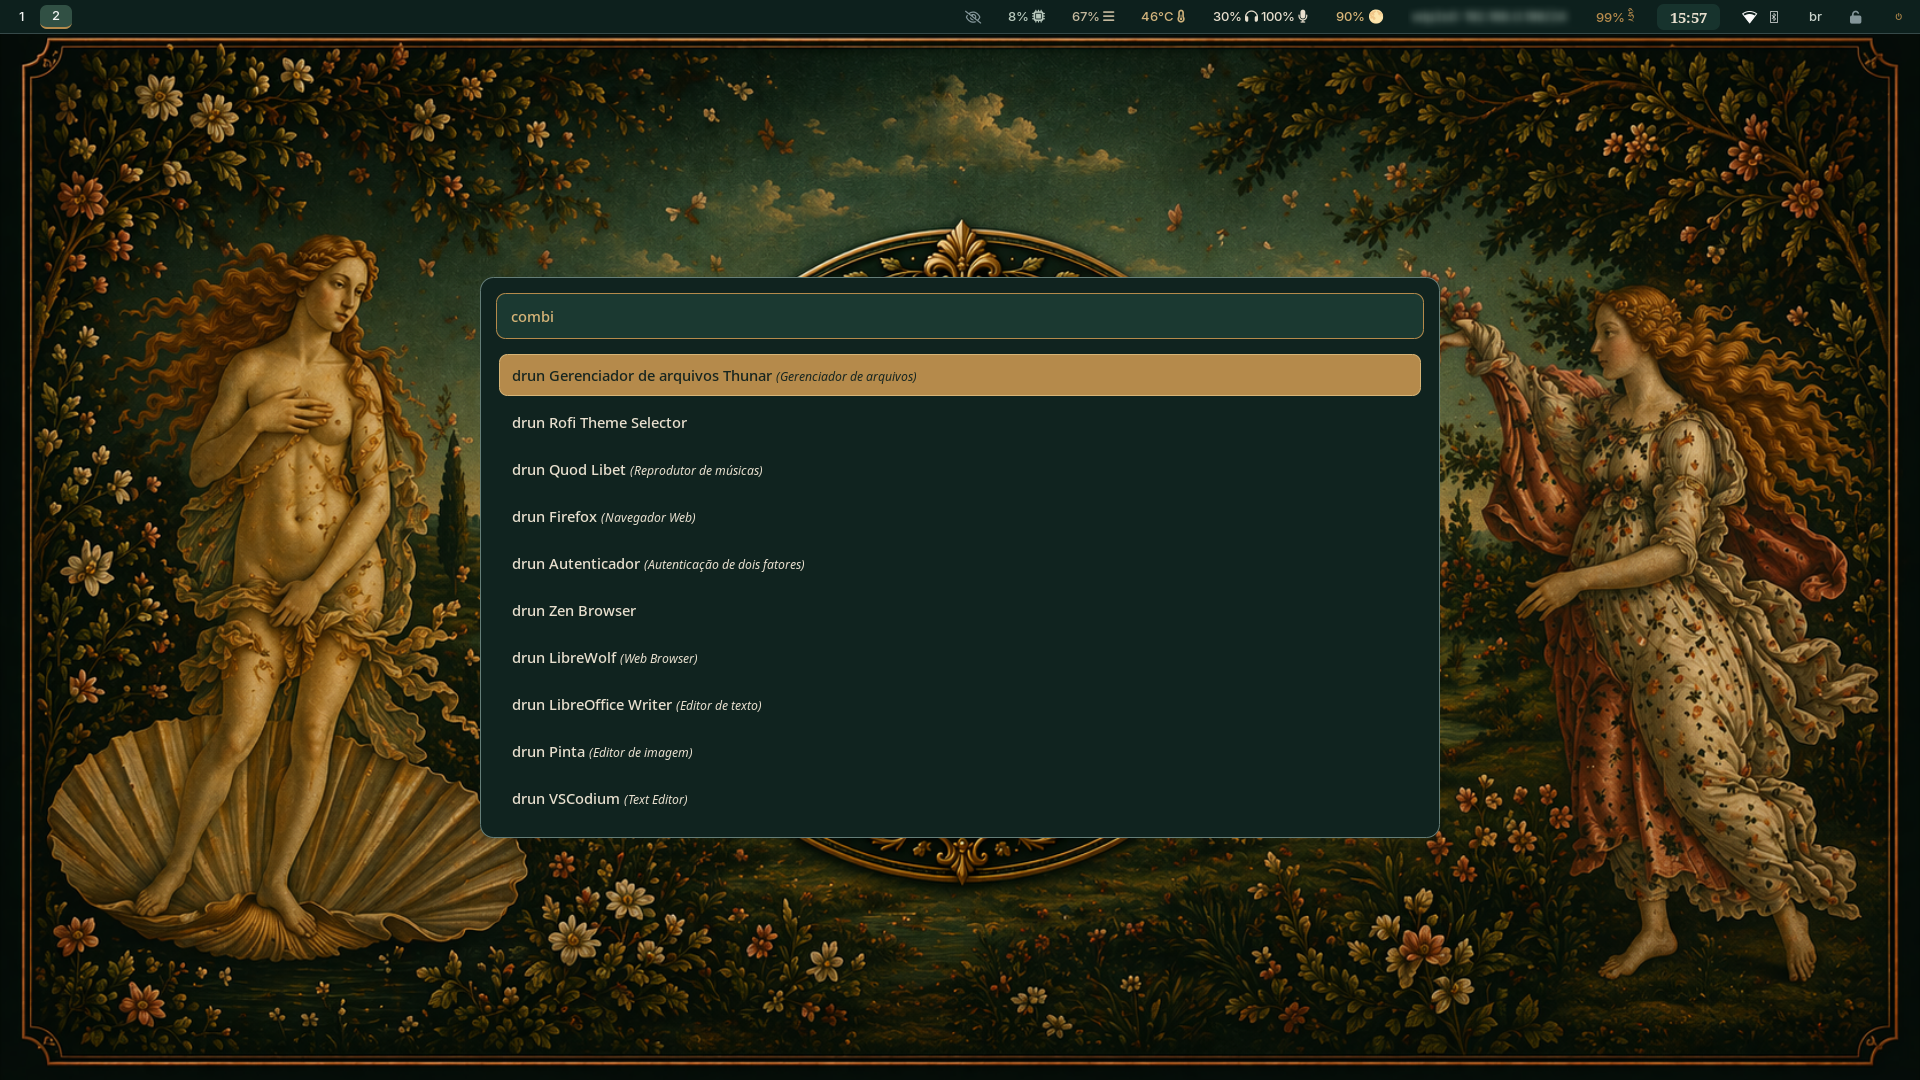 1 2 8% 67% 46°C 30% 100% 90% 99% 15:57 br
combi
drun Gerenciador de arquivos Thunar (Gerenciador de arquivos)
drun Rofi Theme Selector
drun Quod Libet (Reprodutor de músicas)
drun Firefox (Navegador Web)
drun Autenticador (Autenticação de dois fatores)
drun Zen Browser
drun LibreWolf (Web Browser)
drun LibreOffice Writer (Editor de texto)
drun Pinta (Editor de imagem)
drun VSCodium (Text Editor)